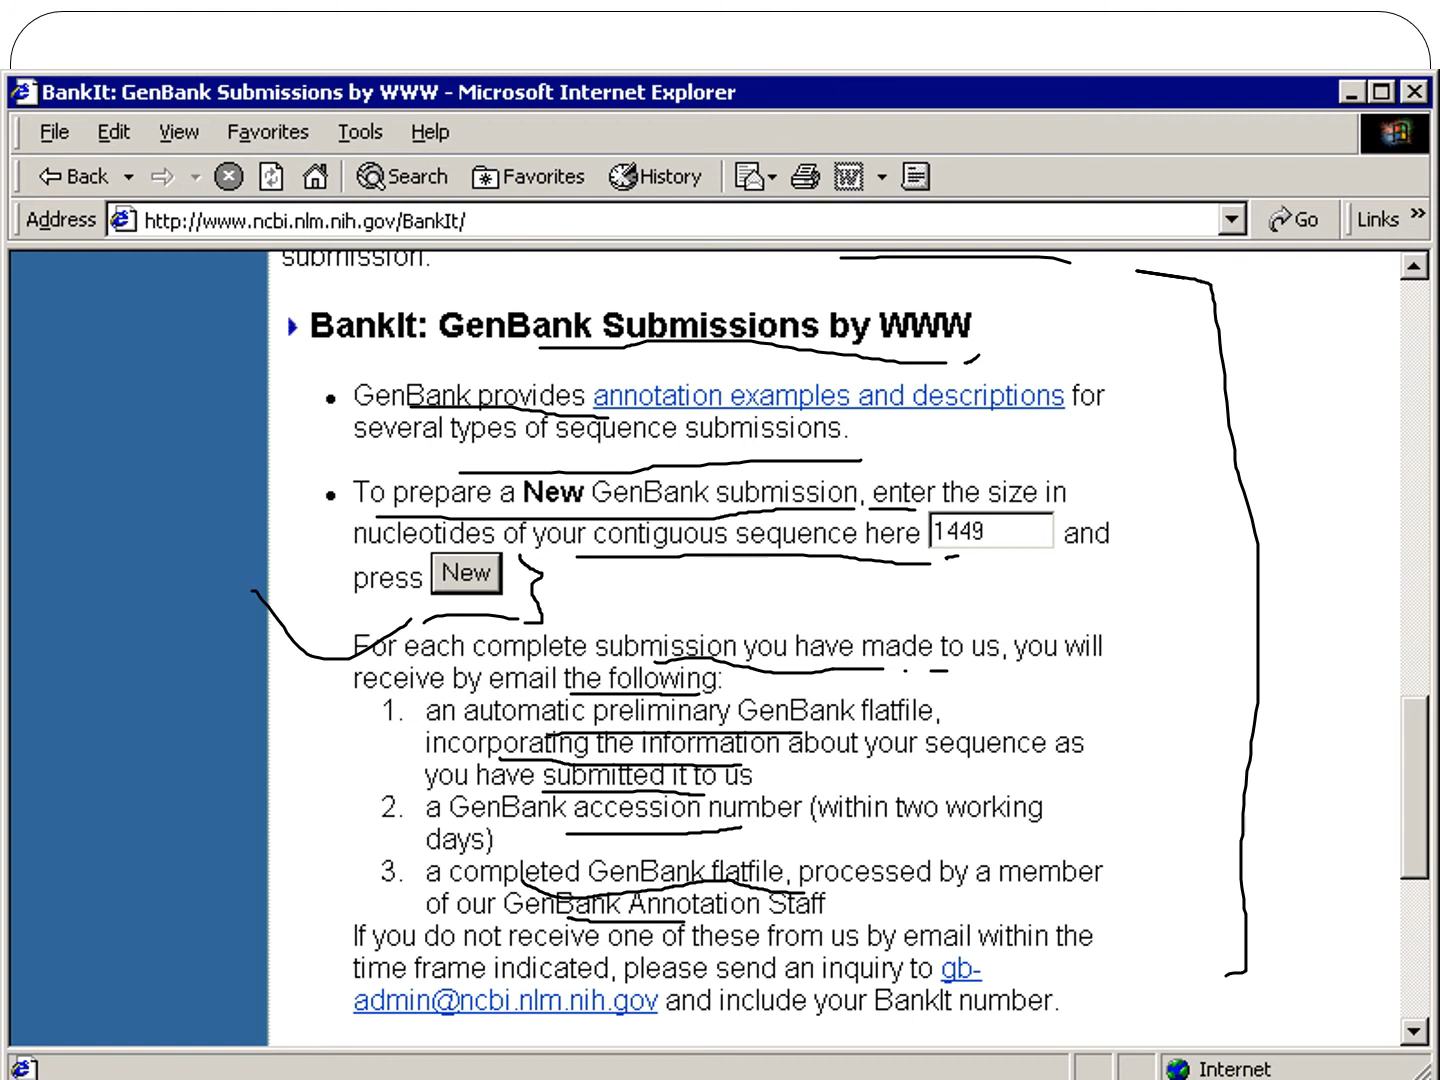 BankIt: GenBank Submissions by WWW - Microsoft Internet Explorer
File Edit View Favorites Tools Help
Back Search Favorites History
Address http://www.ncbi.nlm.nih.gov/BankIt/ Go Links »
submission.
BankIt: GenBank Submissions by WWW
• GenBank provides annotation examples and descriptions for
several types of sequence submissions.
• To prepare a New GenBank submission, enter the size in
nucleotides of your contiguous sequence here 1449 and
press New
For each complete submission you have made to us, you will
receive by email the following:
1. an automatic preliminary GenBank flatfile,
incorporating the information about your sequence as
you have submitted it to us
2. a GenBank accession number (within two working
days)
3. a completed GenBank flatfile, processed by a member
of our GenBank Annotation Staff
If you do not receive one of these from us by email within the
time frame indicated, please send an inquiry to gb-
admin@ncbi.nlm.nih.gov and include your BankIt number.
Internet